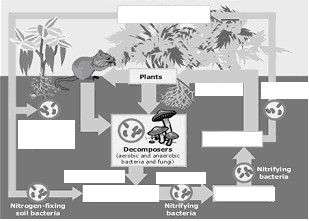 Plants
Decomposers
(aerobic and anaerobic
bacteria and fungi)
Nitrifying
bacteria
Nitrogen-fixing
soil bacteria
Nitrifying
bacteria